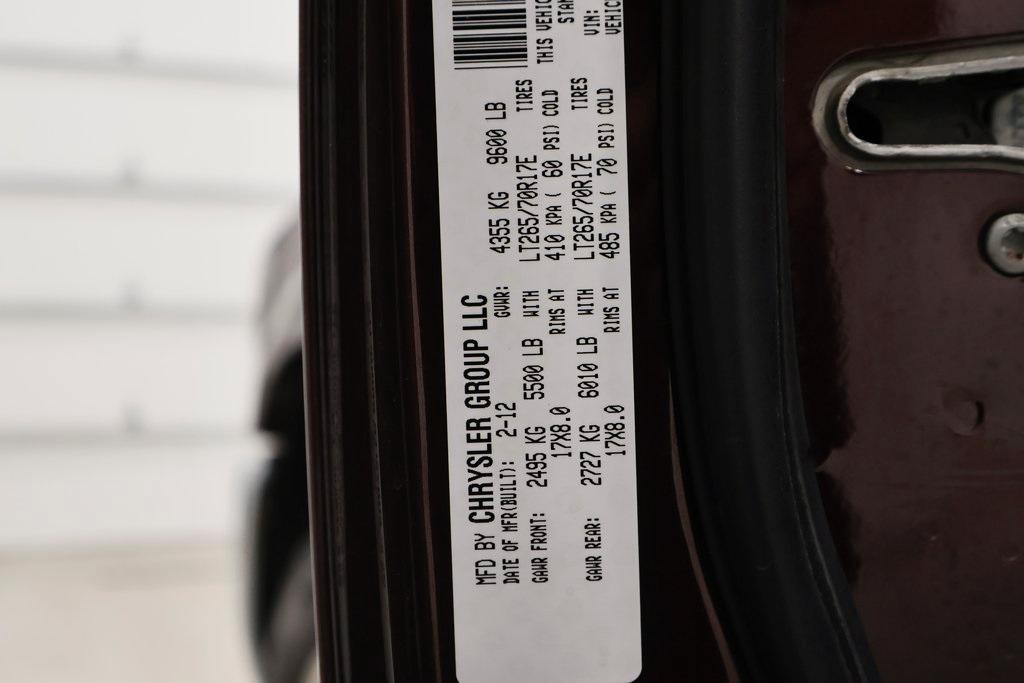 MFD BY CHRYSLER GROUP LLC
DATE OF MFR(BUILT): 2-12 GVWR: 4355 KG 9600 LB
GAWR FRONT: 2495 KG 5500 LB WITH LT265/70R17E TIRES
17X8.0 RIMS AT 410 KPA ( 60 PSI) COLD
GAWR REAR: 2727 KG 6010 LB WITH LT265/70R17E TIRES
17X8.0 RIMS AT 485 KPA ( 70 PSI) COLD
THIS VEHIC
STAN
VIN:
VEHIC